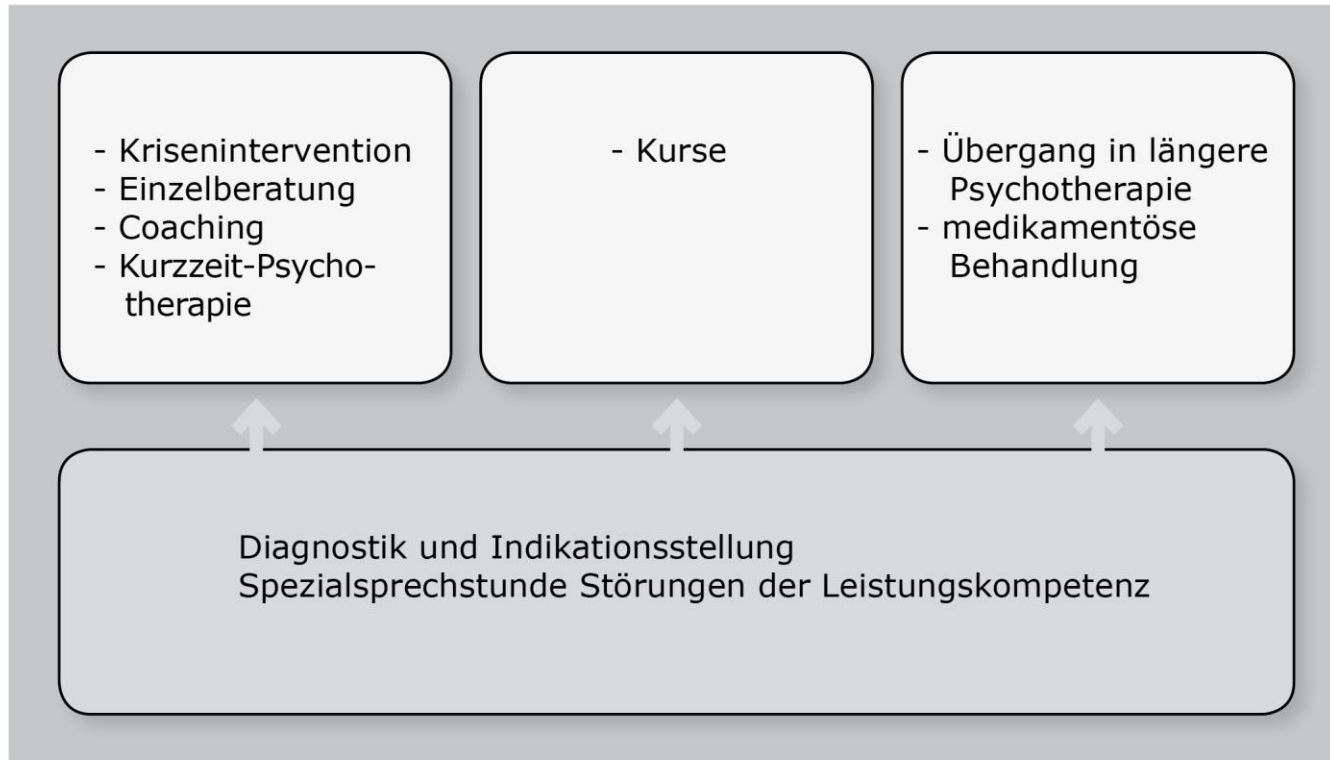 - Krisenintervention
- Einzelberatung
- Coaching
- Kurzzeit-Psycho-
therapie
- Kurse
- Übergang in längere
Psychotherapie
- medikamentöse
Behandlung
Diagnostik und Indikationsstellung
Spezialsprechstunde Störungen der Leistungskompetenz